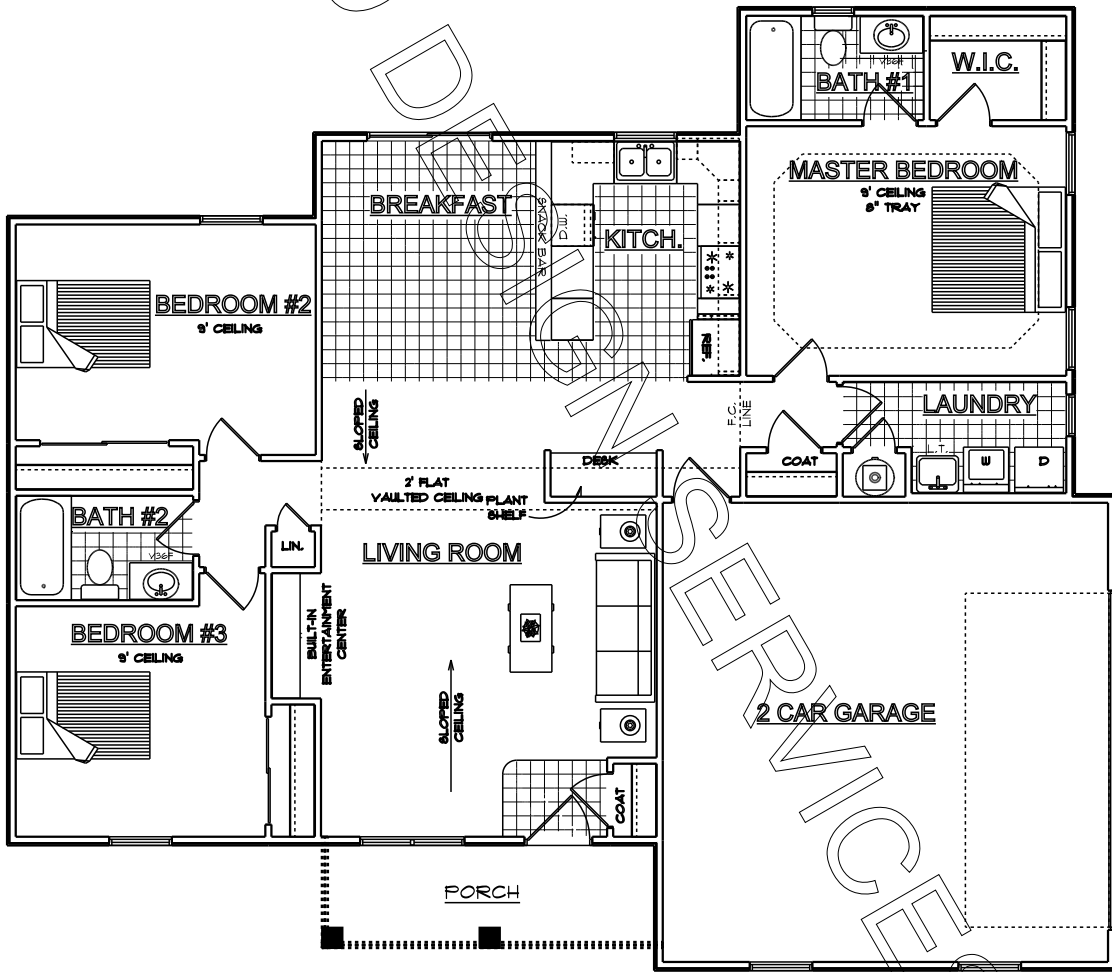 BATH #1
V36F
W.I.C.
MASTER BEDROOM
9' CEILING
8" TRAY
BREAKFAST
SNACK BAR
D.W.
KITCH.
REF.
BEDROOM #2
9' CEILING
SLOPED
CEILING
F.C.
LINE
LAUNDRY
L.T.
W
D
COAT
DESK
2' FLAT
VAULTED CEILING
PLANT
SHELF
BATH #2
V36F
LIN.
LIVING ROOM
BUILT-IN
ENTERTAINMENT
CENTER
BEDROOM #3
9' CEILING
SLOPED
CEILING
2 CAR GARAGE
COAT
PORCH
DESIGN SERVICES